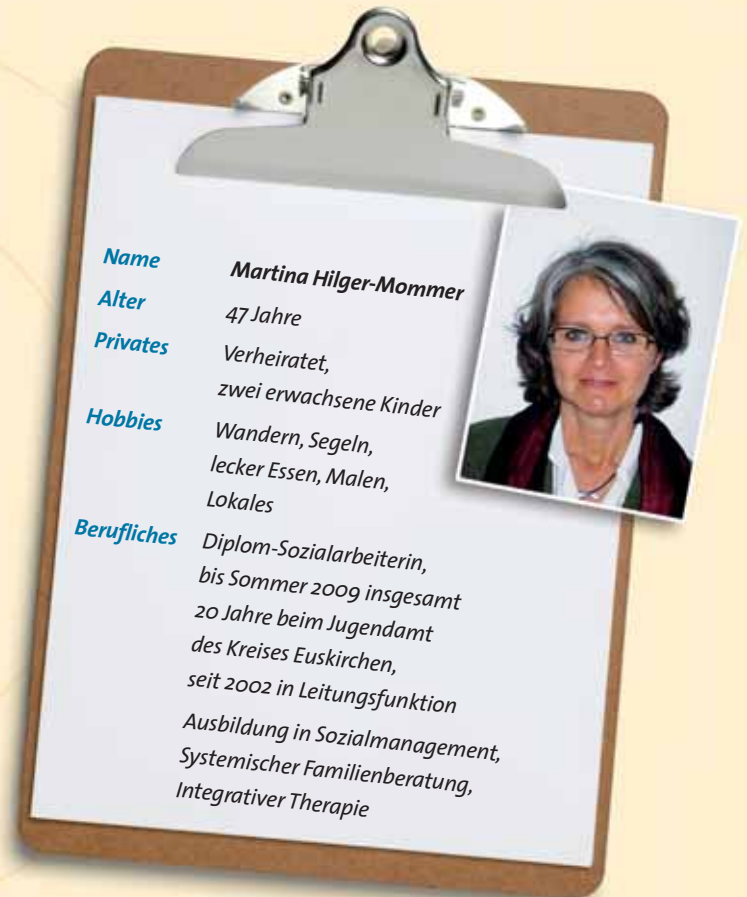 Name Martina Hilger-Mommer
Alter 47 Jahre
Privates Verheiratet,
zwei erwachsene Kinder
Hobbies Wandern, Segeln,
lecker Essen, Malen,
Lokales
Berufliches Diplom-Sozialarbeiterin,
bis Sommer 2009 insgesamt
20 Jahre beim Jugendamt
des Kreises Euskirchen,
seit 2002 in Leitungsfunktion
Ausbildung in Sozialmanagement,
Systemischer Familienberatung,
Integrativer Therapie